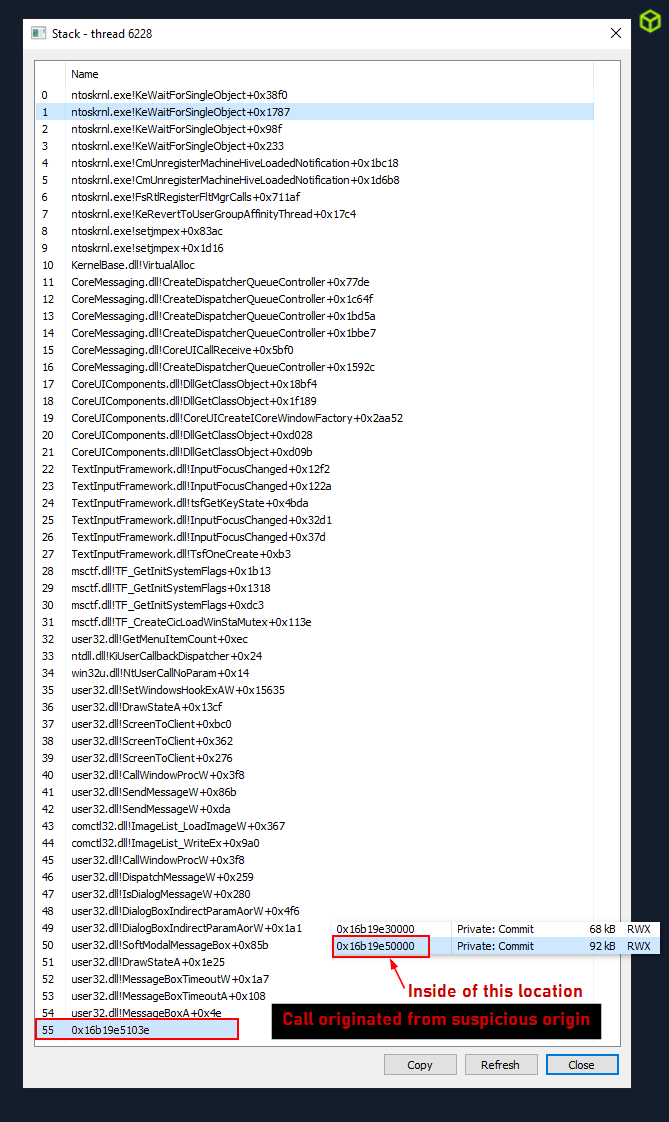 Stack - thread 6228
Name
0 ntoskrnl.exe!KeWaitForSingleObject+0x38f0
1 ntoskrnl.exe!KeWaitForSingleObject+0x1787
2 ntoskrnl.exe!KeWaitForSingleObject+0x98f
3 ntoskrnl.exe!KeWaitForSingleObject+0x233
4 ntoskrnl.exe!CmUnregisterMachineHiveLoadedNotification+0x1bc18
5 ntoskrnl.exe!CmUnregisterMachineHiveLoadedNotification+0x1d6b8
6 ntoskrnl.exe!FsRtlRegisterFltMgrCalls+0x711af
7 ntoskrnl.exe!KeRevertToUserGroupAffinityThread+0x17c4
8 ntoskrnl.exe!setjmpex+0x83ac
9 ntoskrnl.exe!setjmpex+0x1d16
10 KernelBase.dll!VirtualAlloc
11 CoreMessaging.dll!CreateDispatcherQueueController+0x77de
12 CoreMessaging.dll!CreateDispatcherQueueController+0x1c64f
13 CoreMessaging.dll!CreateDispatcherQueueController+0x1bd5a
14 CoreMessaging.dll!CreateDispatcherQueueController+0x1bbe7
15 CoreMessaging.dll!CoreUICallReceive+0x5bf0
16 CoreMessaging.dll!CreateDispatcherQueueController+0x1592c
17 CoreUIComponents.dll!DllGetClassObject+0x18bf4
18 CoreUIComponents.dll!DllGetClassObject+0x1f189
19 CoreUIComponents.dll!CoreUICreateICoreWindowFactory+0x2aa52
20 CoreUIComponents.dll!DllGetClassObject+0xd028
21 CoreUIComponents.dll!DllGetClassObject+0xd09b
22 TextInputFramework.dll!InputFocusChanged+0x12f2
23 TextInputFramework.dll!InputFocusChanged+0x122a
24 TextInputFramework.dll!tsfGetKeyState+0x4bda
25 TextInputFramework.dll!InputFocusChanged+0x32d1
26 TextInputFramework.dll!InputFocusChanged+0x37d
27 TextInputFramework.dll!TsfOneCreate+0xb3
28 msctf.dll!TF_GetInitSystemFlags+0x1b13
29 msctf.dll!TF_GetInitSystemFlags+0x1318
30 msctf.dll!TF_GetInitSystemFlags+0xdc3
31 msctf.dll!TF_CreateCicLoadWinStaMutex+0x113e
32 user32.dll!GetMenuItemCount+0xec
33 ntdll.dll!KiUserCallbackDispatcher+0x24
34 win32u.dll!NtUserCallNoParam+0x14
35 user32.dll!SetWindowsHookExAW+0x15635
36 user32.dll!DrawStateA+0x13cf
37 user32.dll!ScreenToClient+0xbc0
38 user32.dll!ScreenToClient+0x362
39 user32.dll!ScreenToClient+0x276
40 user32.dll!CallWindowProcW+0x3f8
41 user32.dll!SendMessageW+0x86b
42 user32.dll!SendMessageW+0xda
43 comctl32.dll!ImageList_LoadImageW+0x367
44 comctl32.dll!ImageList_WriteEx+0x9a0
45 user32.dll!CallWindowProcW+0x3f8
46 user32.dll!DispatchMessageW+0x259
47 user32.dll!IsDialogMessageW+0x280
48 user32.dll!DialogBoxIndirectParamAorW+0x4f6
49 user32.dll!DialogBoxIndirectParamAorW+0x1a1 0x16b19e30000 Private: Commit 68 kB RWX
50 user32.dll!SoftModalMessageBox+0x85b 0x16b19e50000 Private: Commit 92 kB RWX
51 user32.dll!DrawStateA+0x1e25
52 user32.dll!MessageBoxTimeoutW+0x1a7
53 user32.dll!MessageBoxTimeoutA+0x108
Inside of this location
54 user32.dll!MessageBoxA+0x4e
Call originated from suspicious origin
55 0x16b19e5103e
Copy Refresh Close